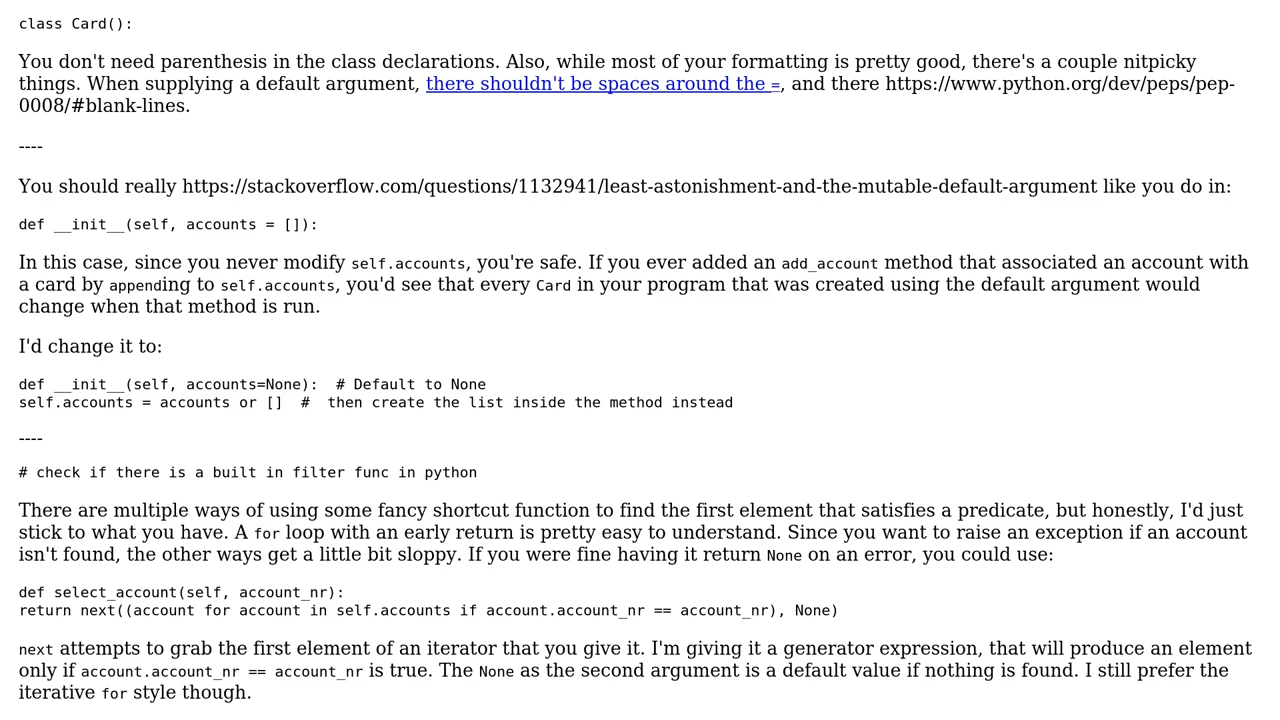 class Card():
You don't need parenthesis in the class declarations. Also, while most of your formatting is pretty good, there's a couple nitpicky
things. When supplying a default argument, there shouldn't be spaces around the =, and there https://www.python.org/dev/peps/pep-
0008/#blank-lines.
----
You should really https://stackoverflow.com/questions/1132941/least-astonishment-and-the-mutable-default-argument like you do in:
def __init__(self, accounts = []):
In this case, since you never modify self.accounts, you're safe. If you ever added an add_account method that associated an account with
a card by appending to self.accounts, you'd see that every Card in your program that was created using the default argument would
change when that method is run.
I'd change it to:
def __init__(self, accounts=None):  # Default to None
self.accounts = accounts or []  #  then create the list inside the method instead
----
# check if there is a built in filter func in python
There are multiple ways of using some fancy shortcut function to find the first element that satisfies a predicate, but honestly, I'd just
stick to what you have. A for loop with an early return is pretty easy to understand. Since you want to raise an exception if an account
isn't found, the other ways get a little bit sloppy. If you were fine having it return None on an error, you could use:
def select_account(self, account_nr):
return next((account for account in self.accounts if account.account_nr == account_nr), None)
next attempts to grab the first element of an iterator that you give it. I'm giving it a generator expression, that will produce an element
only if account.account_nr == account_nr is true. The None as the second argument is a default value if nothing is found. I still prefer the
iterative for style though.